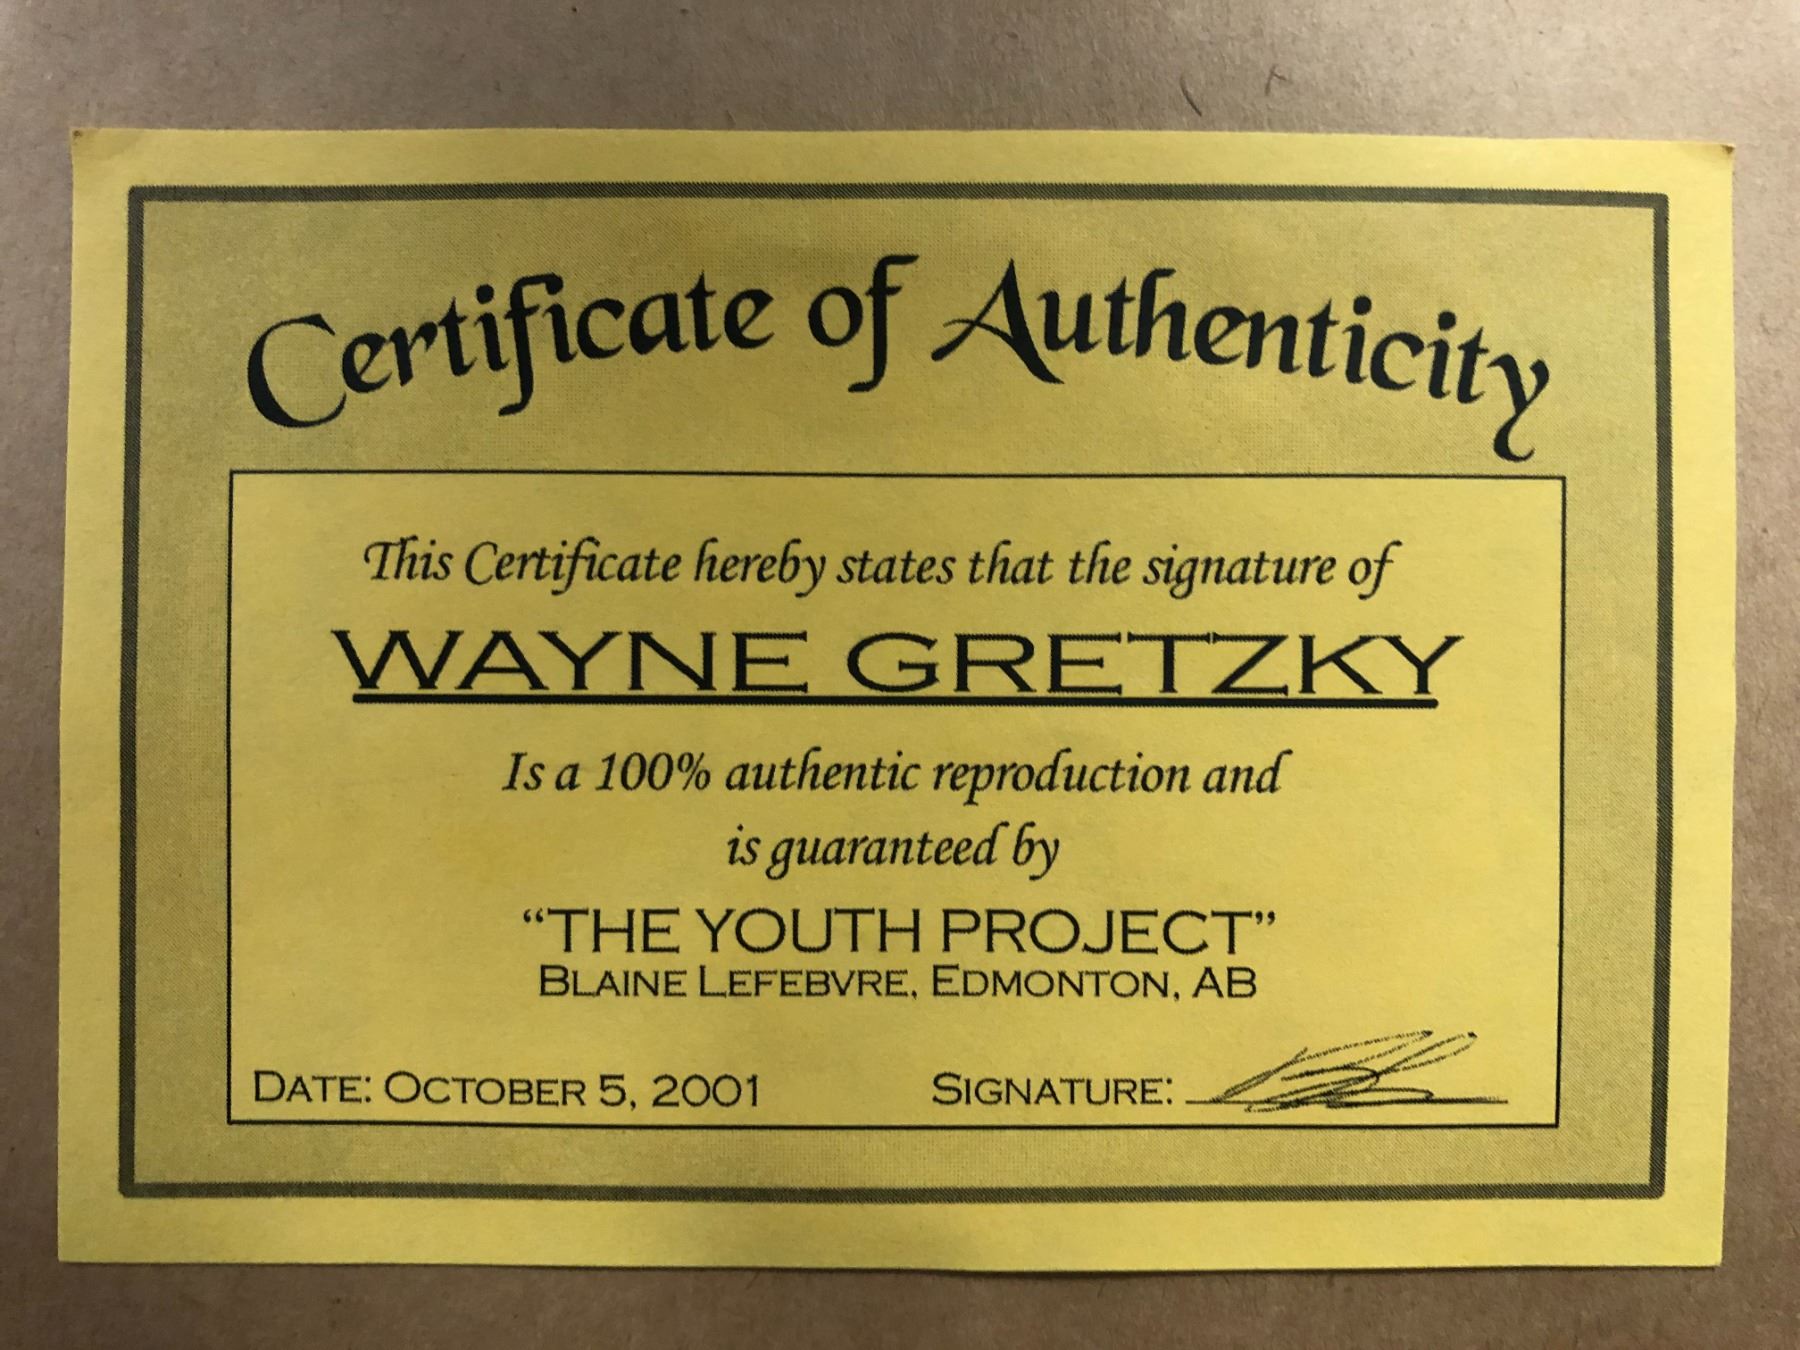 Certificate of Authenticity
This Certificate hereby states that the signature of
WAYNE GRETZKY
Is a 100% authentic reproduction and
is guaranteed by
“THE YOUTH PROJECT”
BLAINE LEFEBVRE, EDMONTON, AB
DATE: OCTOBER 5, 2001 SIGNATURE: